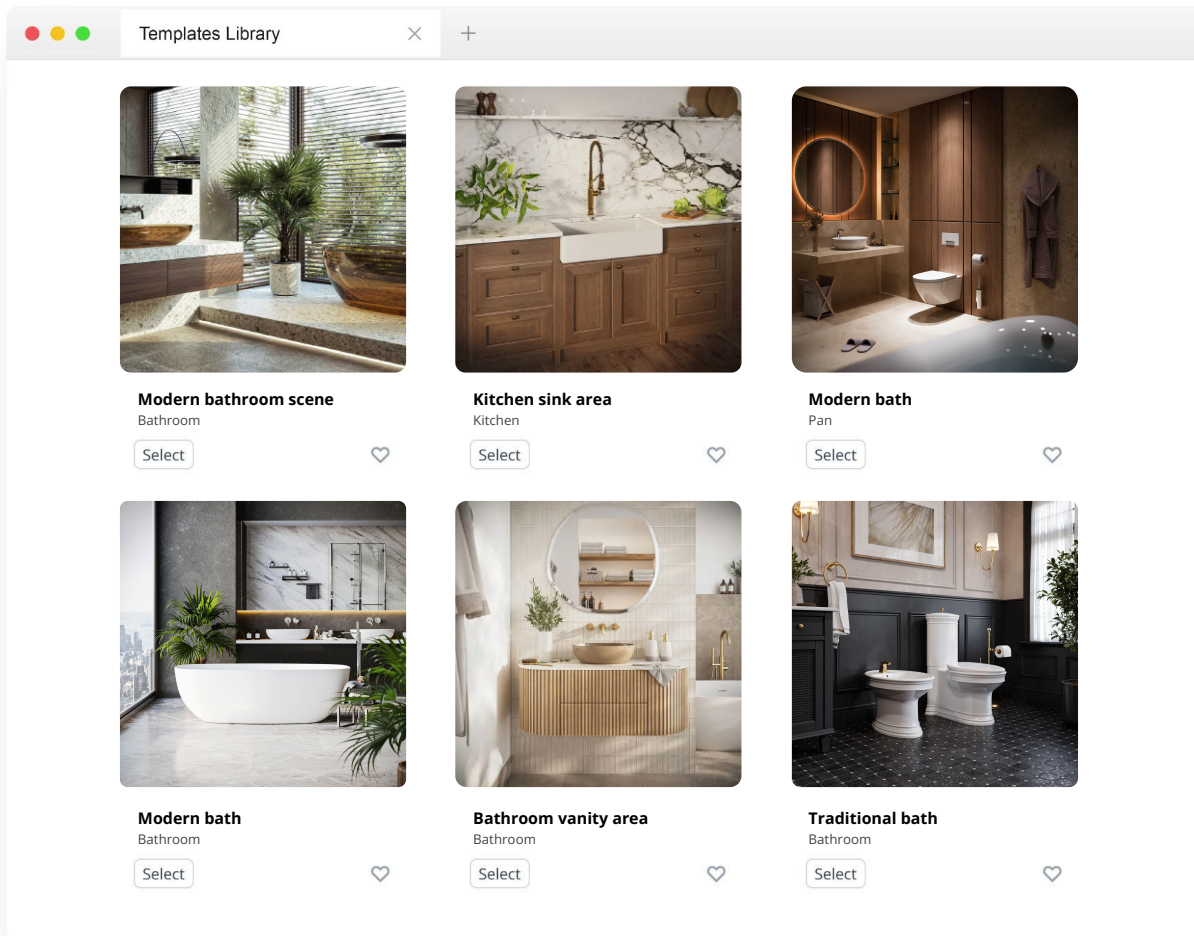 Templates Library
Modern bathroom scene
Bathroom
Select
Kitchen sink area
Kitchen
Select
Modern bath
Pan
Select
Modern bath
Bathroom
Select
Bathroom vanity area
Bathroom
Select
Traditional bath
Bathroom
Select